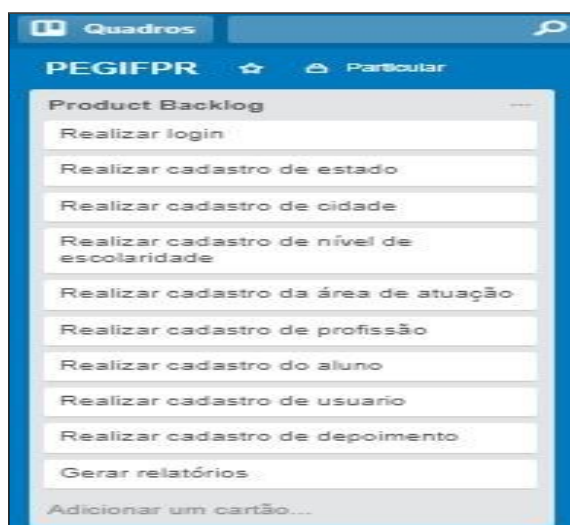 Quadros
PEGIFPR Particular
Product Backlog ...
Realizar login
Realizar cadastro de estado
Realizar cadastro de cidade
Realizar cadastro de nível de
escolaridade
Realizar cadastro da área de atuação
Realizar cadastro de profissão
Realizar cadastro do aluno
Realizar cadastro de usuario
Realizar cadastro de depoimento
Gerar relatórios
Adicionar um cartão...